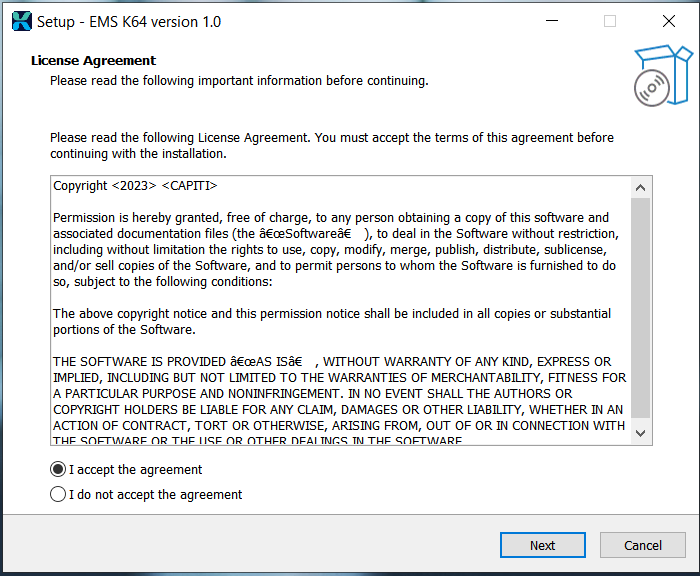 Setup - EMS K64 version 1.0
License Agreement
Please read the following important information before continuing.
Please read the following License Agreement. You must accept the terms of this agreement before
continuing with the installation.
Copyright <2023> <CAPITI>
Permission is hereby granted, free of charge, to any person obtaining a copy of this software and
associated documentation files (the â€œSoftwareâ€  ), to deal in the Software without restriction,
including without limitation the rights to use, copy, modify, merge, publish, distribute, sublicense,
and/or sell copies of the Software, and to permit persons to whom the Software is furnished to do
so, subject to the following conditions:
The above copyright notice and this permission notice shall be included in all copies or substantial
portions of the Software.
THE SOFTWARE IS PROVIDED â€œAS ISâ€  , WITHOUT WARRANTY OF ANY KIND, EXPRESS OR
IMPLIED, INCLUDING BUT NOT LIMITED TO THE WARRANTIES OF MERCHANTABILITY, FITNESS FOR
A PARTICULAR PURPOSE AND NONINFRINGEMENT. IN NO EVENT SHALL THE AUTHORS OR
COPYRIGHT HOLDERS BE LIABLE FOR ANY CLAIM, DAMAGES OR OTHER LIABILITY, WHETHER IN AN
ACTION OF CONTRACT, TORT OR OTHERWISE, ARISING FROM, OUT OF OR IN CONNECTION WITH
THE SOFTWARE OR THE USE OR OTHER DEALINGS IN THE SOFTWARE.
I accept the agreement
I do not accept the agreement
Next
Cancel